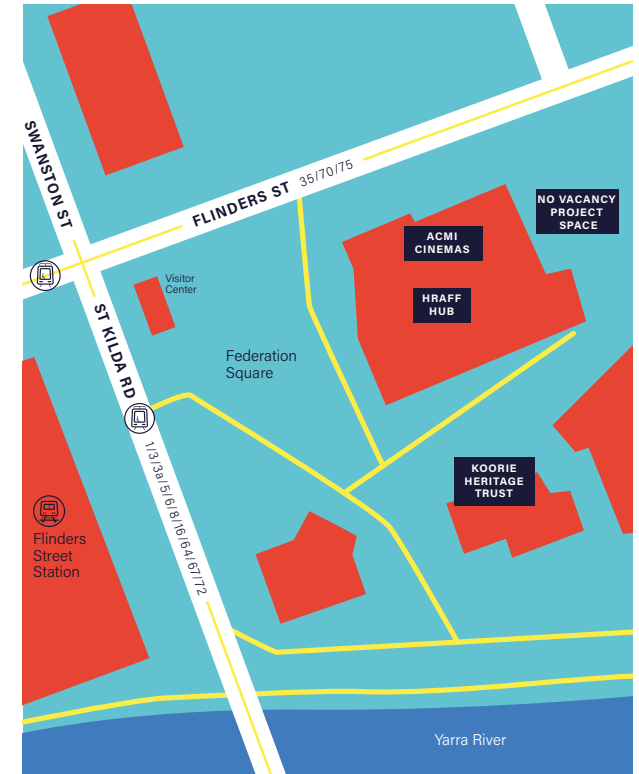 SWANSTON ST
FLINDERS ST 35/70/75
NO VACANCY
PROJECT
SPACE
ACMI
CINEMAS
Visitor
Center
HRAFF
HUB
ST KILDA RD
Federation
Square
1/3/3a/5/6/8/16/64/67/72
KOORIE
HERITAGE
TRUST
Flinders
Street
Station
Yarra River